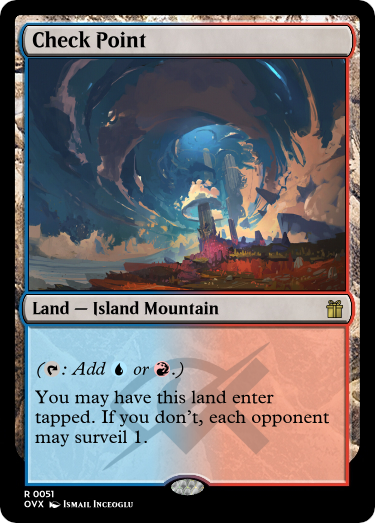 Check Point
Land — Island Mountain
(: Add or .)
You may have this land enter
tapped. If you don't, each opponent
may surveil 1.
R 0051
OVX Ismail Inceoglu